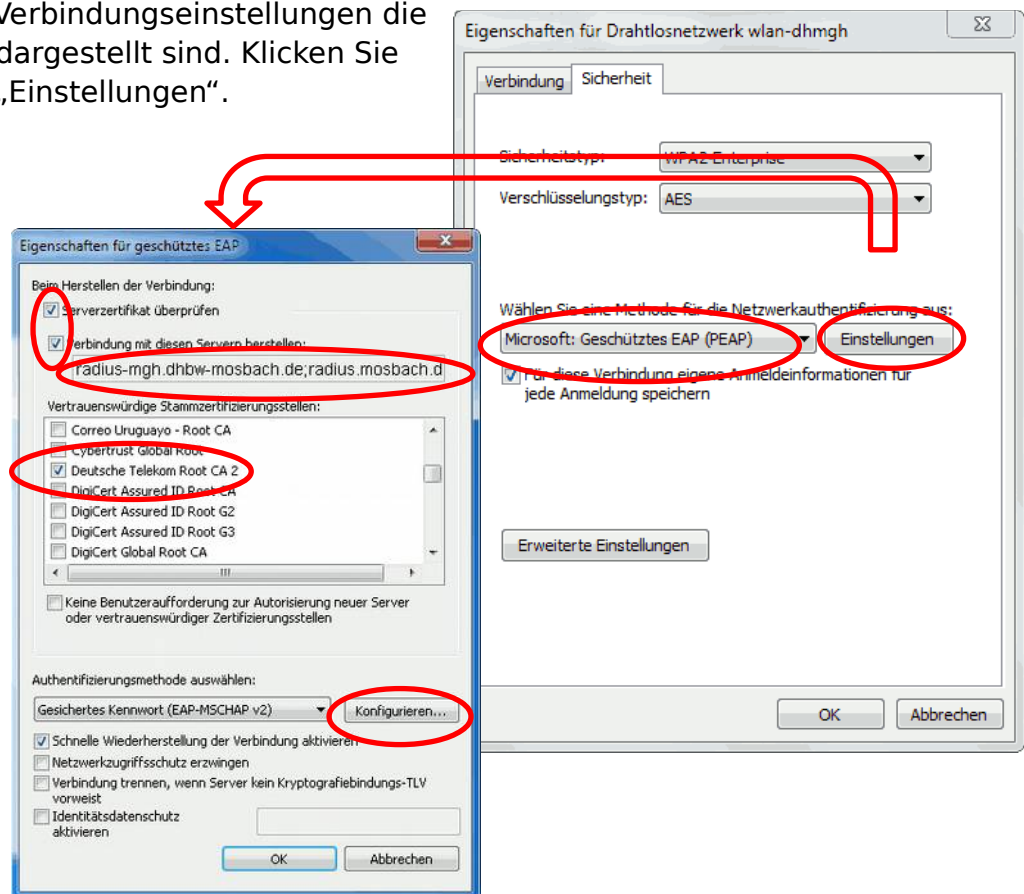 Verbindungseinstellungen die
dargestellt sind. Klicken Sie
„Einstellungen“.
Eigenschaften für Drahtlosnetzwerk wlan-dhmgh
Verbindung Sicherheit
Sicherheitstyp: WPA2-Enterprise
Verschlüsselungstyp: AES
Wählen Sie eine Methode für die Netzwerkauthentifizierung aus:
Microsoft: Geschütztes EAP (PEAP) Einstellungen
Für diese Verbindung eigene Anmeldeinformationen für
jede Anmeldung speichern
Erweiterte Einstellungen
OK Abbrechen
Eigenschaften für geschütztes EAP
Beim Herstellen der Verbindung:
Serverzertifikat überprüfen
Verbindung mit diesen Servern herstellen:
radius-mgh.dhbw-mosbach.de;radius.mosbach.d
Vertrauenswürdige Stammzertifizierungsstellen:
Correo Uruguayo - Root CA
Cybertrust Global Root
Deutsche Telekom Root CA 2
DigiCert Assured ID Root CA
DigiCert Assured ID Root G2
DigiCert Assured ID Root G3
DigiCert Global Root CA
Keine Benutzeraufforderung zur Autorisierung neuer Server
oder vertrauenswürdiger Zertifizierungsstellen
Authentifizierungsmethode auswählen:
Gesichertes Kennwort (EAP-MSCHAP v2) Konfigurieren...
Schnelle Wiederherstellung der Verbindung aktivieren
Netzwerkzugriffsschutz erzwingen
Verbindung trennen, wenn Server kein Kryptografiebindungs-TLV
vorweist
Identitätsdatenschutz
aktivieren
OK Abbrechen